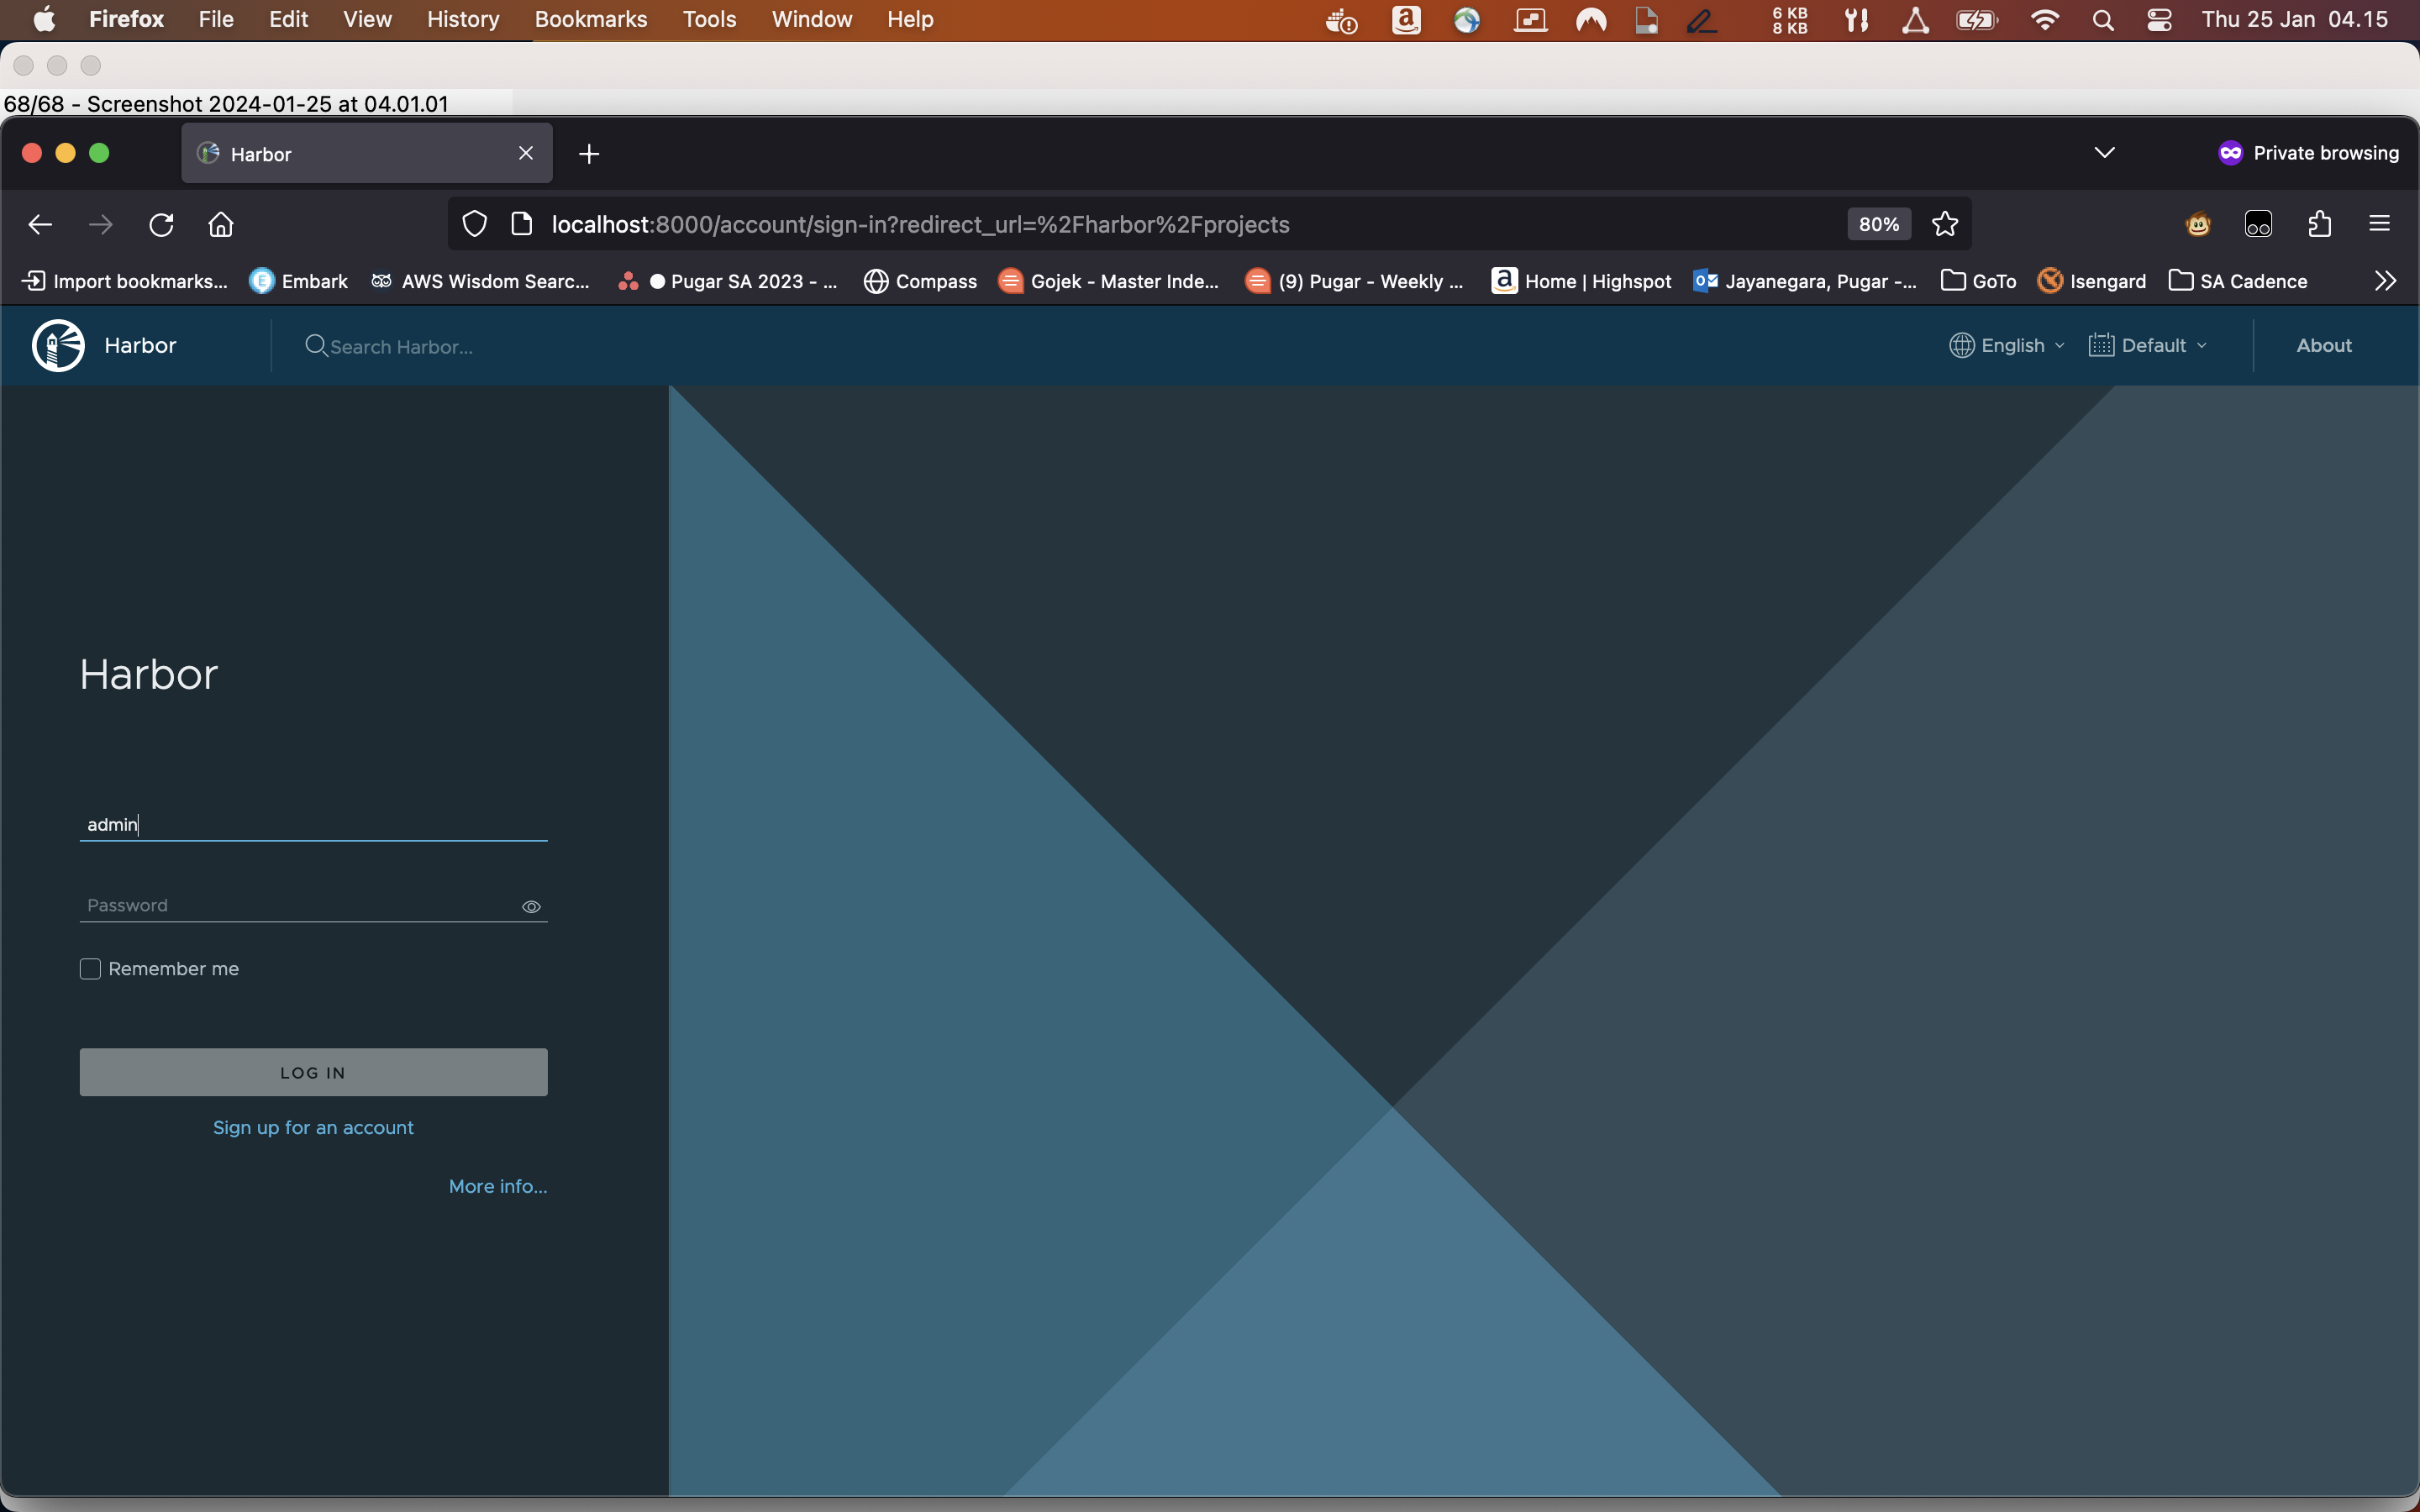 Firefox File Edit View History Bookmarks Tools Window Help 6 KB 8 KB Thu 25 Jan 04.15
68/68 - Screenshot 2024-01-25 at 04.01.01
Harbor Private browsing
localhost:8000/account/sign-in?redirect_url=%2Fharbor%2Fprojects 80%
Import bookmarks... Embark AWS Wisdom Searc... Pugar SA 2023 - ... Compass Gojek - Master Inde... (9) Pugar - Weekly ... Home | Highspot Jayanegara, Pugar -... GoTo Isengard SA Cadence
Harbor Search Harbor... English Default About
Harbor
admin
Password
Remember me
LOG IN
Sign up for an account
More info...